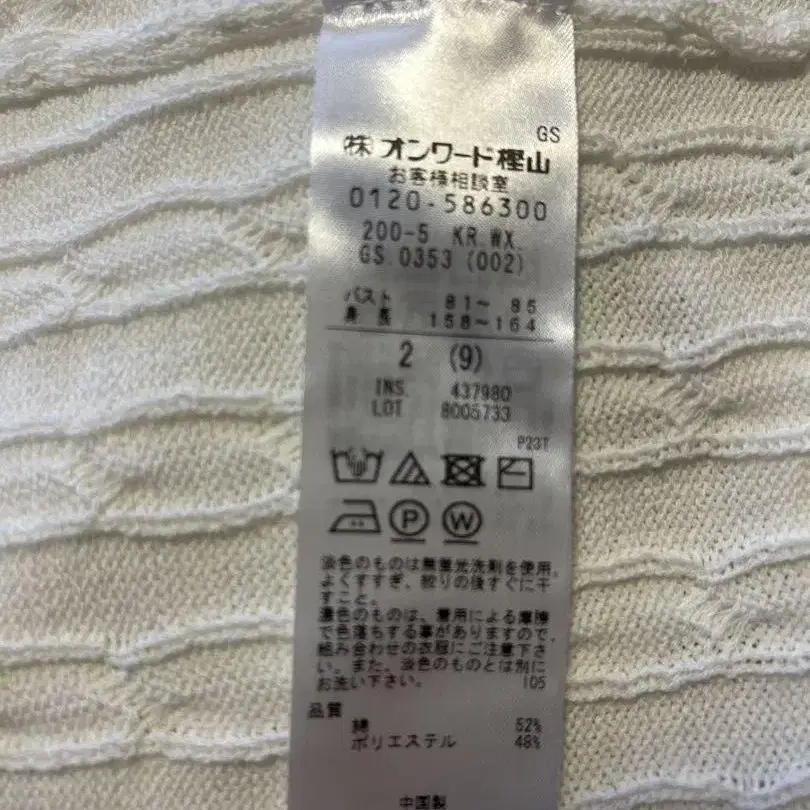 GS
㈱オンワード樫山
お客様相談室
0120-586300
200-5 KR.WX.
GS 0353 (002)
バスト 81～ 85
身 長 158～164
2 (9)
INS. 437980
LOT 8005733
P23T
P W
淡色のものは無蛍光洗剤を使用。
よくすすぎ、絞りの後すぐに干
すこと。
濃色のものは、着用による摩擦
で色落ちする事がありますので、
組み合わせの衣服にご注意下さ
い。また、淡色のものとは別に
お洗い下さい。 105
品質
綿 52%
ポリエステル 48%
中国製